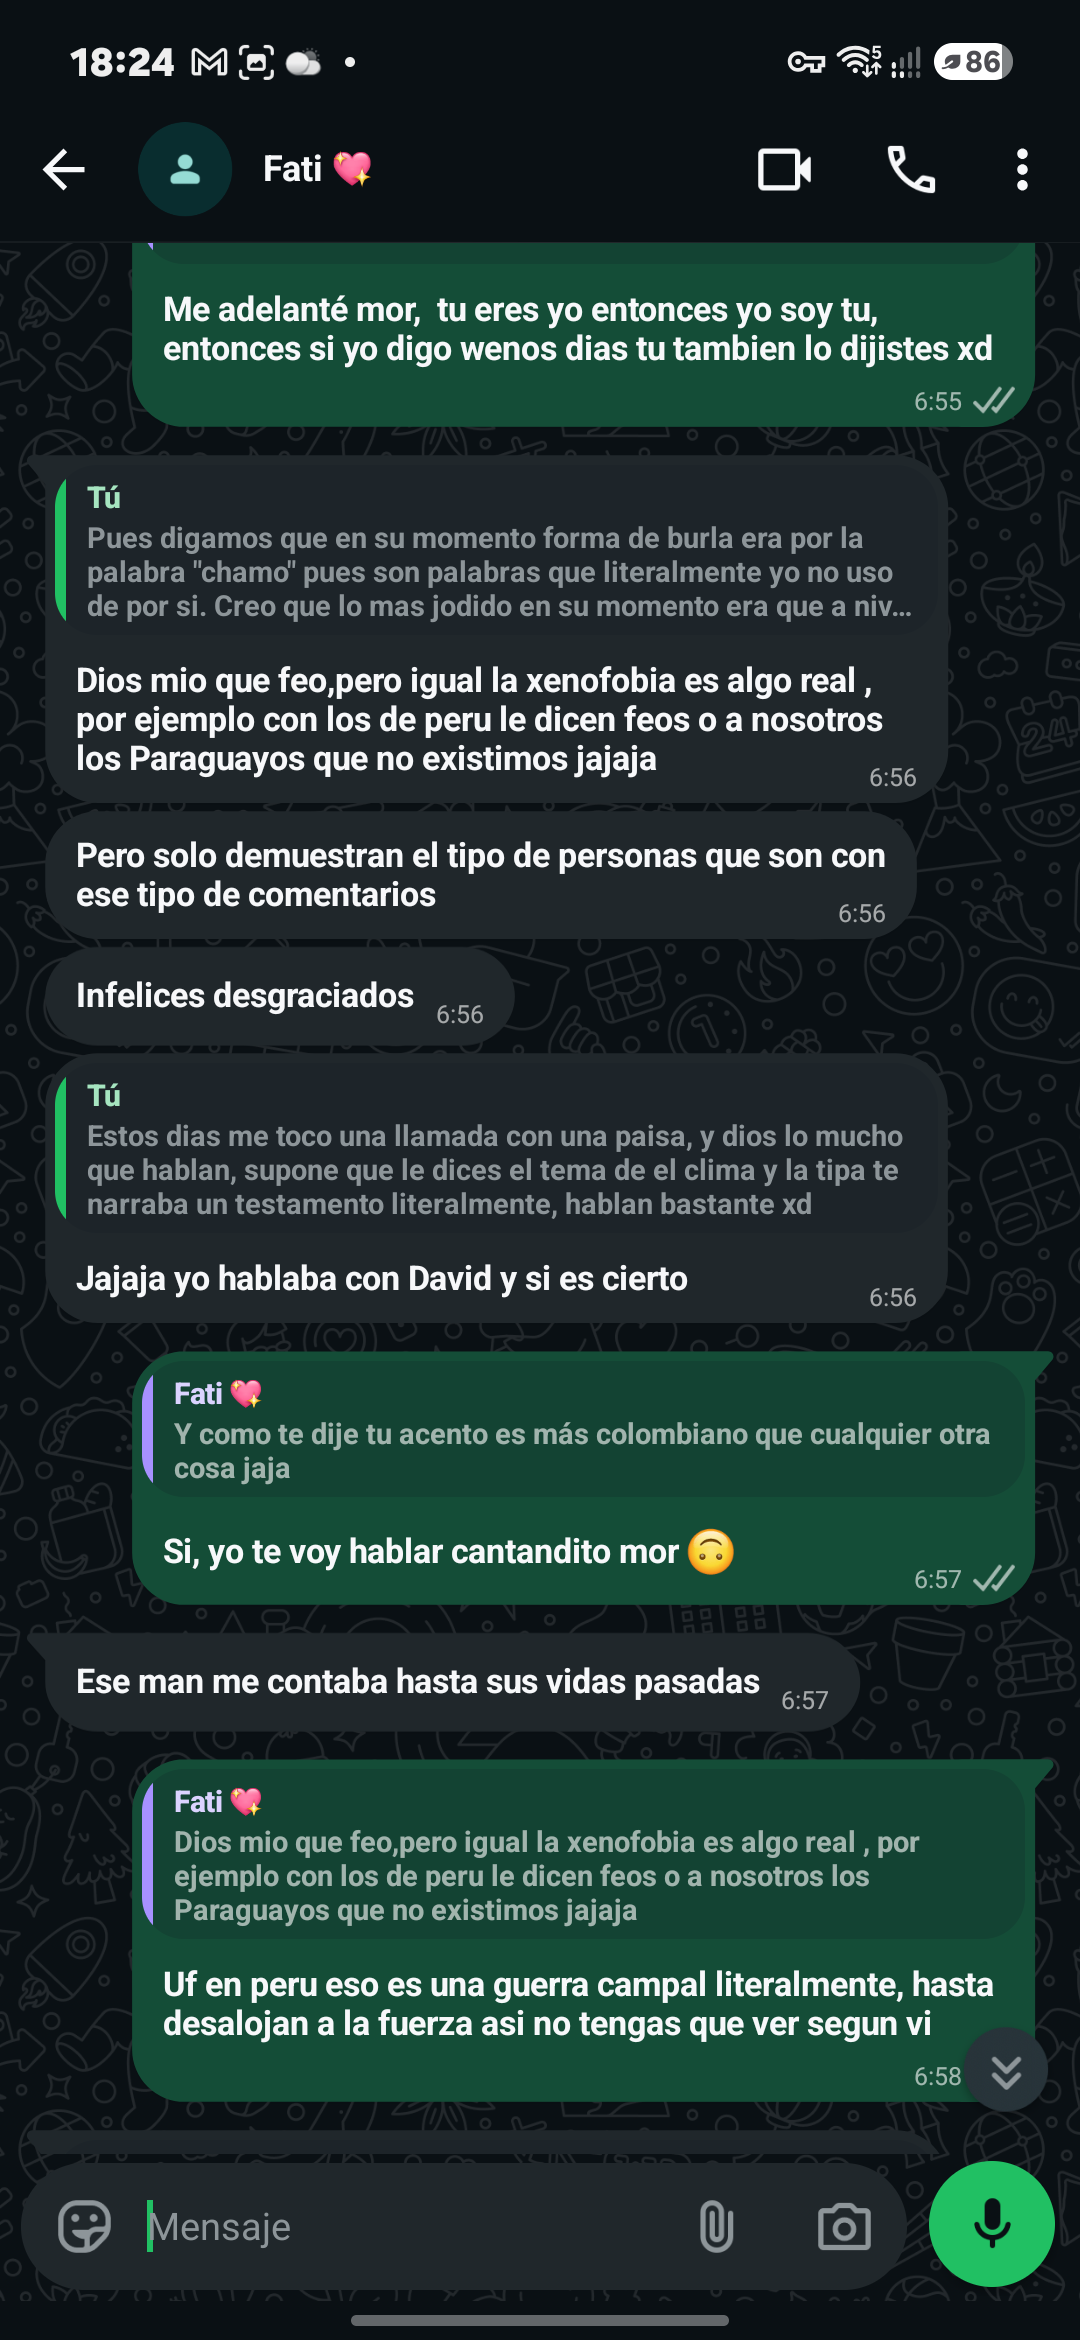 18:24
5
86
Fati 💖
Me adelanté mor,  tu eres yo entonces yo soy tu,
entonces si yo digo wenos dias tu tambien lo dijistes xd
6:55
Tú
Pues digamos que en su momento forma de burla era por la
palabra "chamo" pues son palabras que literalmente yo no uso
de por si. Creo que lo mas jodido en su momento era que a niv...
Dios mio que feo,pero igual la xenofobia es algo real ,
por ejemplo con los de peru le dicen feos o a nosotros
los Paraguayos que no existimos jajaja
6:56
Pero solo demuestran el tipo de personas que son con
ese tipo de comentarios
6:56
Infelices desgraciados
6:56
Tú
Estos dias me toco una llamada con una paisa, y dios lo mucho
que hablan, supone que le dices el tema de el clima y la tipa te
narraba un testamento literalmente, hablan bastante xd
Jajaja yo hablaba con David y si es cierto
6:56
Fati 💖
Y como te dije tu acento es más colombiano que cualquier otra
cosa jaja
Si, yo te voy hablar cantandito mor 🙃
6:57
Ese man me contaba hasta sus vidas pasadas
6:57
Fati 💖
Dios mio que feo,pero igual la xenofobia es algo real , por
ejemplo con los de peru le dicen feos o a nosotros los
Paraguayos que no existimos jajaja
Uf en peru eso es una guerra campal literalmente, hasta
desalojan a la fuerza asi no tengas que ver segun vi
6:58
Mensaje